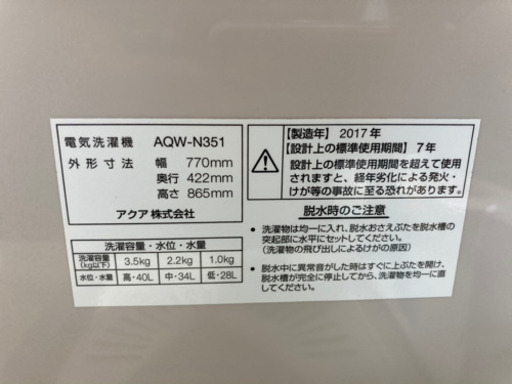 電気洗濯機 AQW-N351
外形寸法 幅 770mm
奥行 422mm
高さ 865mm
アクア株式会社
洗濯容量・水位・水量
洗濯容量(kg以下) 3.5kg 2.2kg 1.0kg
水位・水量 高・40L 中・34L 低・28L
【製造年】2017年
【設計上の標準使用期間】7年
設計上の標準使用期間を超えて使用
されますと、経年劣化による発火・
けが等の事故に至る恐れがあります。
脱水時のご注意
・洗濯物は均一に入れ、脱水おさえぶたを脱水槽の
突起部に水平にセットしてください。
(洗濯物の飛び出しによるけがの原因)
・脱水中に異常音がした時はすぐに上ぶたを開け、
脱水槽が完全に停止してから、洗濯物を均一に直
してください。